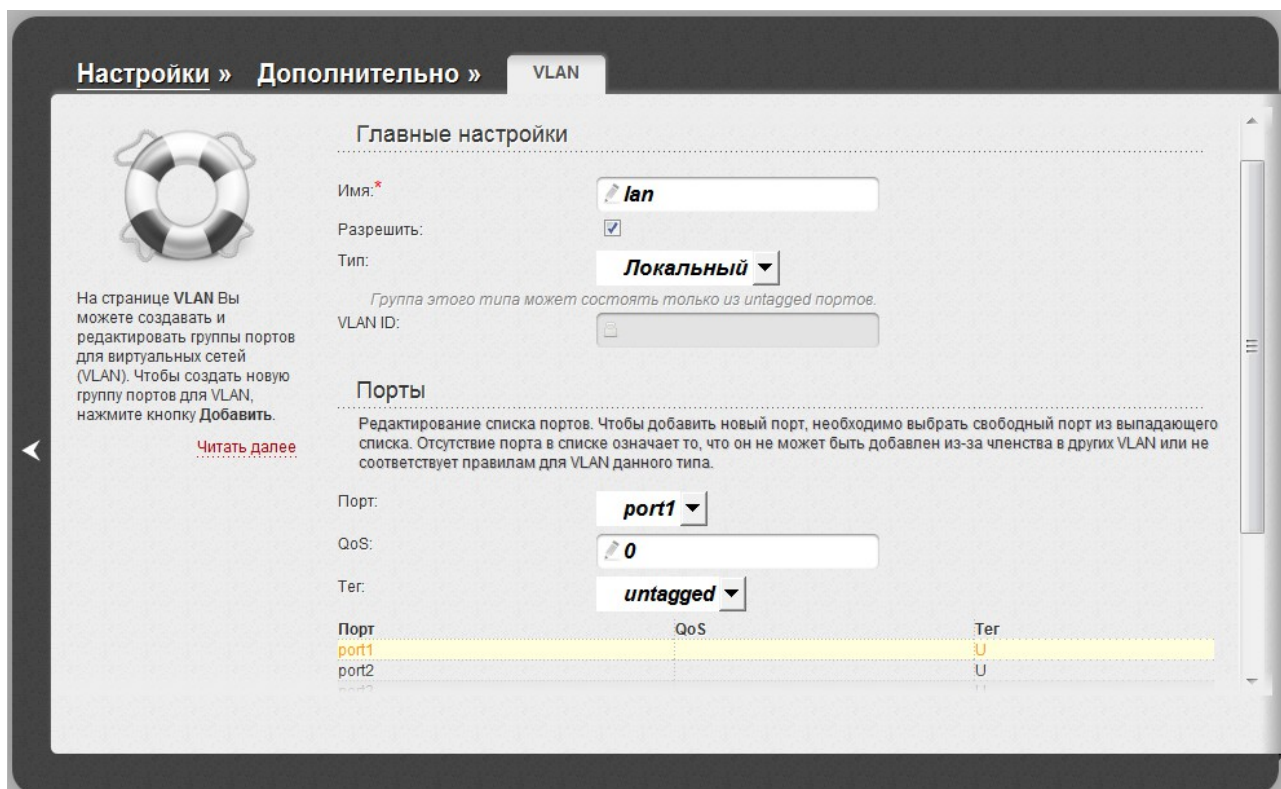 Настройки » Дополнительно » VLAN
На странице VLAN Вы
можете создавать и
редактировать группы портов
для виртуальных сетей
(VLAN). Чтобы создать новую
группу портов для VLAN,
нажмите кнопку Добавить.
Читать далее
Главные настройки
Имя:* lan
Разрешить:
Тип: Локальный
Группа этого типа может состоять только из untagged портов.
VLAN ID:
Порты
Редактирование списка портов. Чтобы добавить новый порт, необходимо выбрать свободный порт из выпадающего
списка. Отсутствие порта в списке означает то, что он не может быть добавлен из-за членства в других VLAN или не
соответствует правилам для VLAN данного типа.
Порт: port1
QoS: 0
Тег: untagged
Порт QoS Тег
port1 U
port2 U